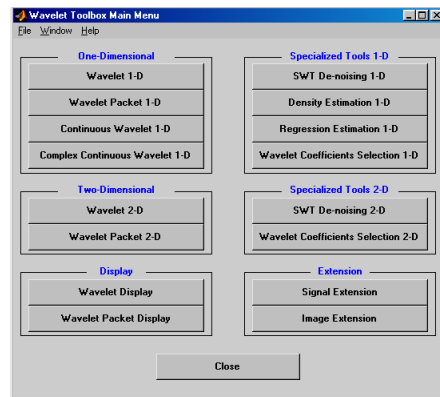 Wavelet Toolbox Main Menu
File Window Help
One-Dimensional
Wavelet 1-D
Wavelet Packet 1-D
Continuous Wavelet 1-D
Complex Continuous Wavelet 1-D
Specialized Tools 1-D
SWT De-noising 1-D
Density Estimation 1-D
Regression Estimation 1-D
Wavelet Coefficients Selection 1-D
Two-Dimensional
Wavelet 2-D
Wavelet Packet 2-D
Specialized Tools 2-D
SWT De-noising 2-D
Wavelet Coefficients Selection 2-D
Display
Wavelet Display
Wavelet Packet Display
Extension
Signal Extension
Image Extension
Close